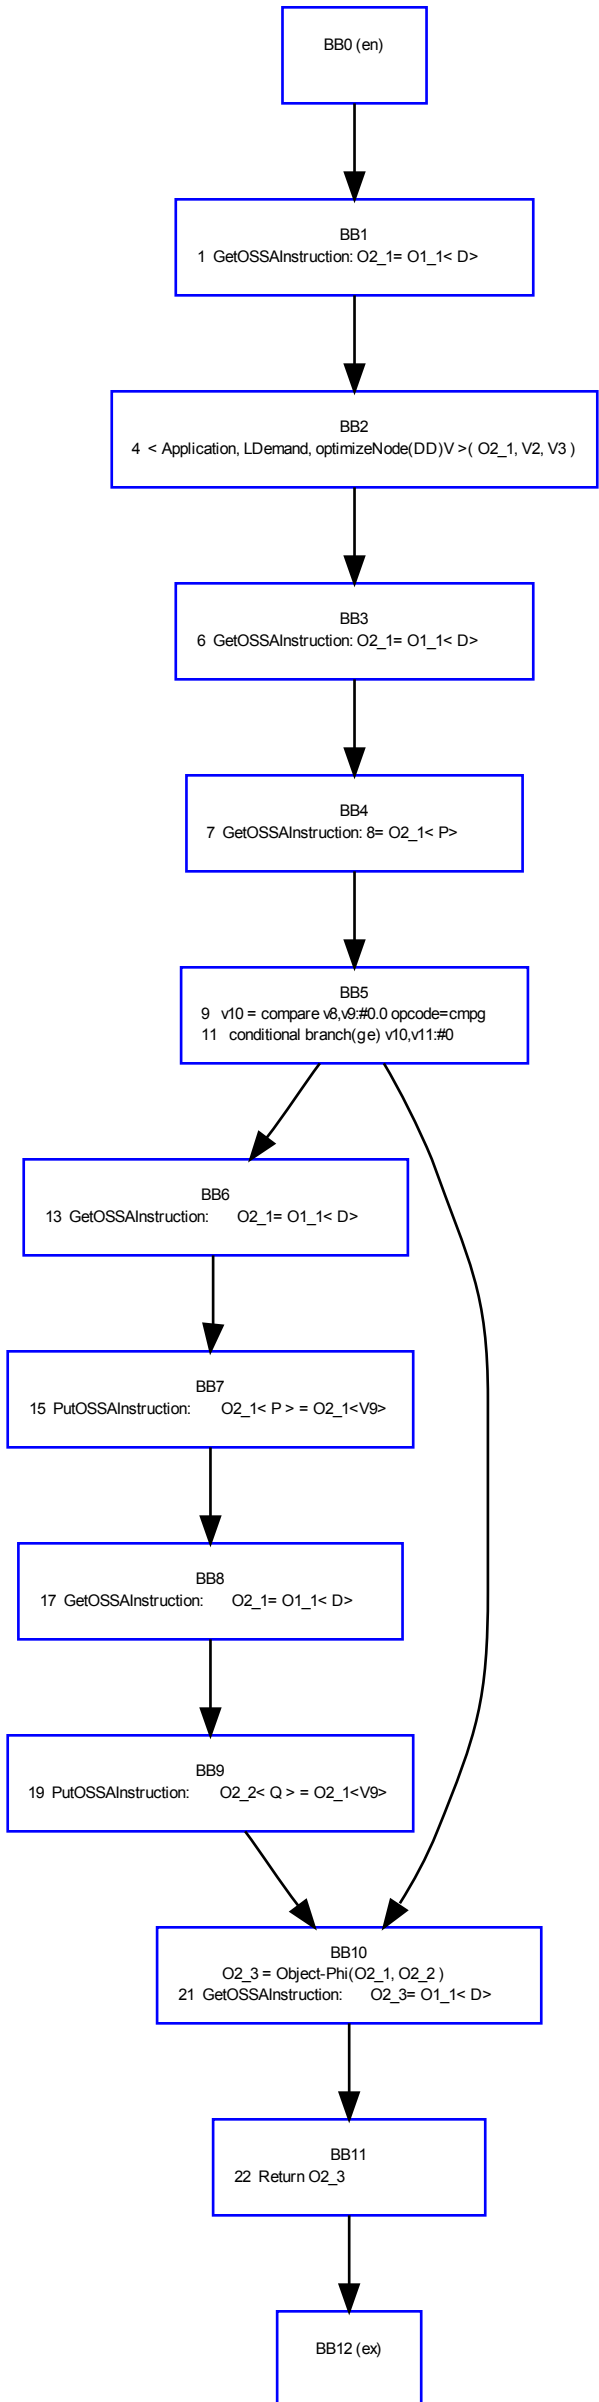 BB0 (en)
BB1
1 GetOSSAInstruction: O2_1= O1_1< D>
BB2
4 < Application, LDemand, optimizeNode(DD)V >( O2_1, V2, V3 )
BB3
6 GetOSSAInstruction: O2_1= O1_1< D>
BB4
7 GetOSSAInstruction: 8= O2_1< P>
BB5
9 v10 = compare v8,v9:#0.0 opcode=cmpg
11 conditional branch(ge) v10,v11:#0
BB6
13 GetOSSAInstruction: O2_1= O1_1< D>
BB7
15 PutOSSAInstruction: O2_1< P > = O2_1<V9>
BB8
17 GetOSSAInstruction: O2_1= O1_1< D>
BB9
19 PutOSSAInstruction: O2_2< Q > = O2_1<V9>
BB10
O2_3 = Object-Phi(O2_1, O2_2 )
21 GetOSSAInstruction: O2_3= O1_1< D>
BB11
22 Return O2_3
BB12 (ex)